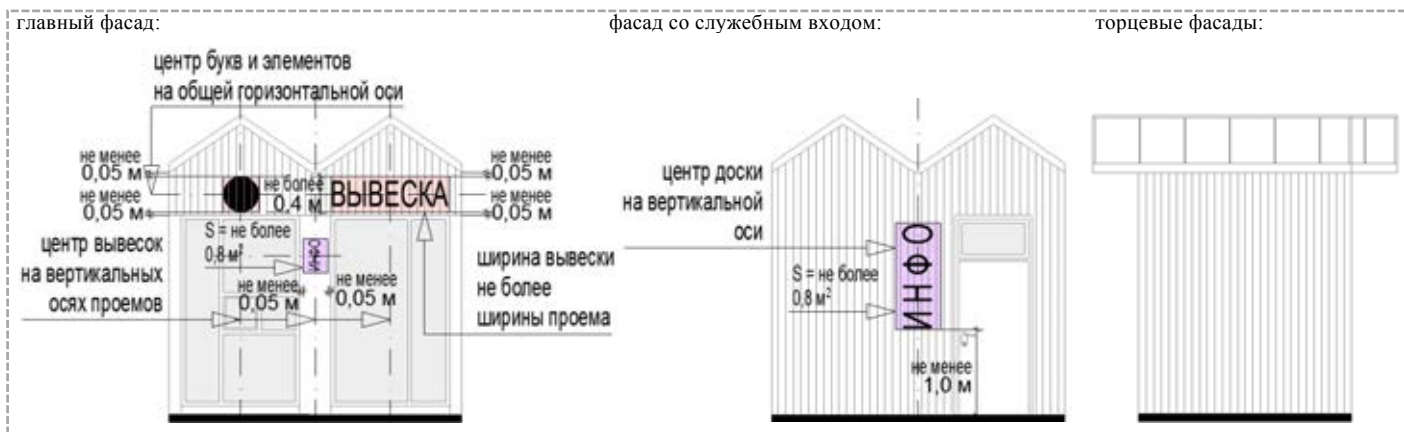 главный фасад:
фасад со служебным входом:
торцевые фасады:
центр букв и элементов
на общей горизонтальной оси
не менее
0,05 м
не менее
0,05 м
не более
0,4 м
ВЫВЕСКА
не менее
0,05 м
не менее
0,05 м
S = не более
0,8 м²
ИНФО
центр вывесок
на вертикальных
осях проемов
не менее
0,05 м
не менее
0,05 м
ширина вывески
не более
ширины проема
центр доски
на вертикальной
оси
S = не более
0,8 м²
ИНФО
не менее
1,0 м